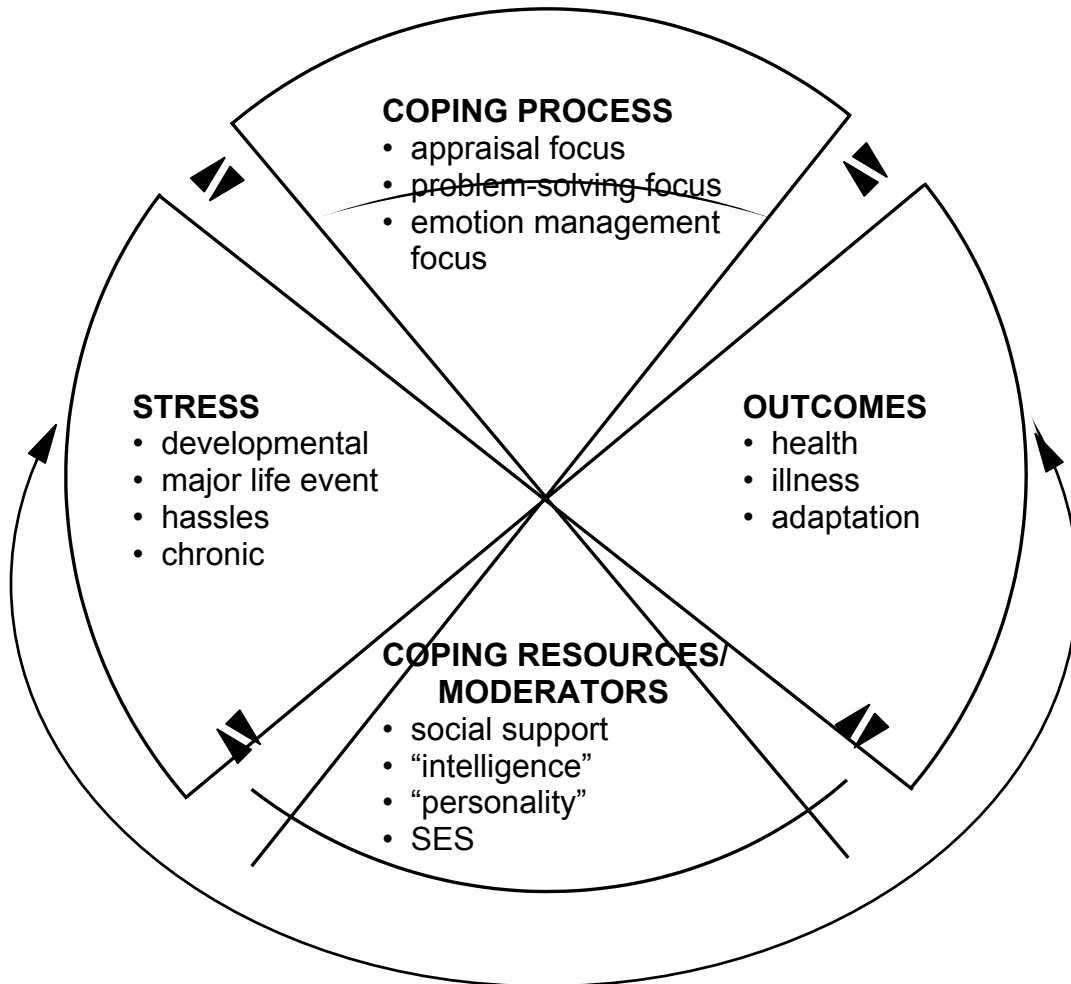 COPING PROCESS
• appraisal focus
• problem-solving focus
• emotion management
focus
STRESS
• developmental
• major life event
• hassles
• chronic
OUTCOMES
• health
• illness
• adaptation
COPING RESOURCES/
MODERATORS
• social support
• “intelligence”
• “personality”
• SES